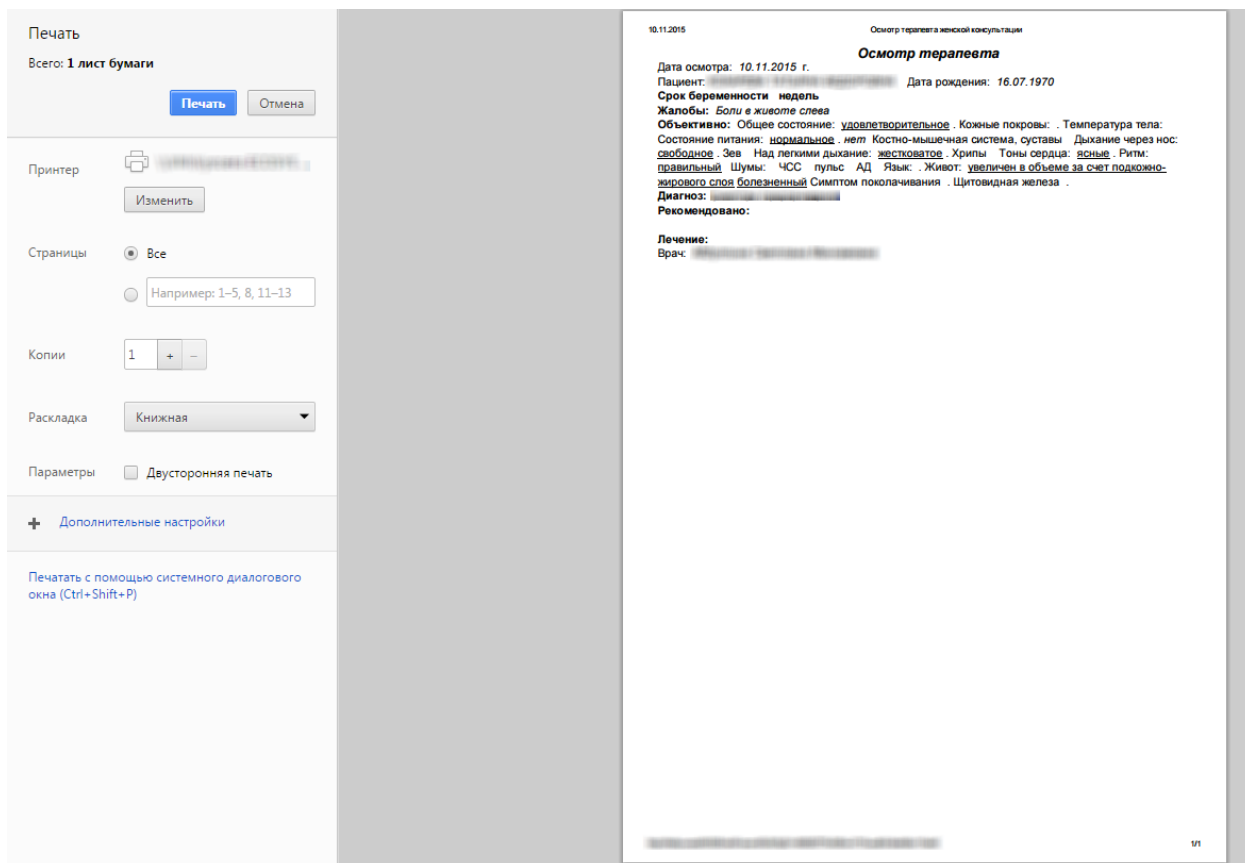 Печать
Всего: 1 лист бумаги
Печать
Отмена
Принтер
Изменить
Страницы
Все
Например: 1–5, 8, 11–13
Копии
1
+
–
Раскладка
Книжная
Параметры
Двусторонняя печать
+ Дополнительные настройки
Печатать с помощью системного диалогового
окна (Ctrl+Shift+P)
10.11.2015 Осмотр терапевта женской консультации
Осмотр терапевта
Дата осмотра: 10.11.2015 г.
Пациент: Дата рождения: 16.07.1970
Срок беременности недель
Жалобы: Боли в животе слева
Объективно: Общее состояние: удовлетворительное . Кожные покровы: . Температура тела:
Состояние питания: нормальное . нет Костно-мышечная система, суставы Дыхание через нос:
свободное . Зев Над легкими дыхание: жестковатое . Хрипы Тоны сердца: ясные . Ритм:
правильный Шумы: ЧСС пульс АД Язык: . Живот: увеличен в объеме за счет подкожно-
жирового слоя болезненный Симптом поколачивания . Щитовидная железа .
Диагноз:
Рекомендовано:
Лечение:
Врач:
1/1